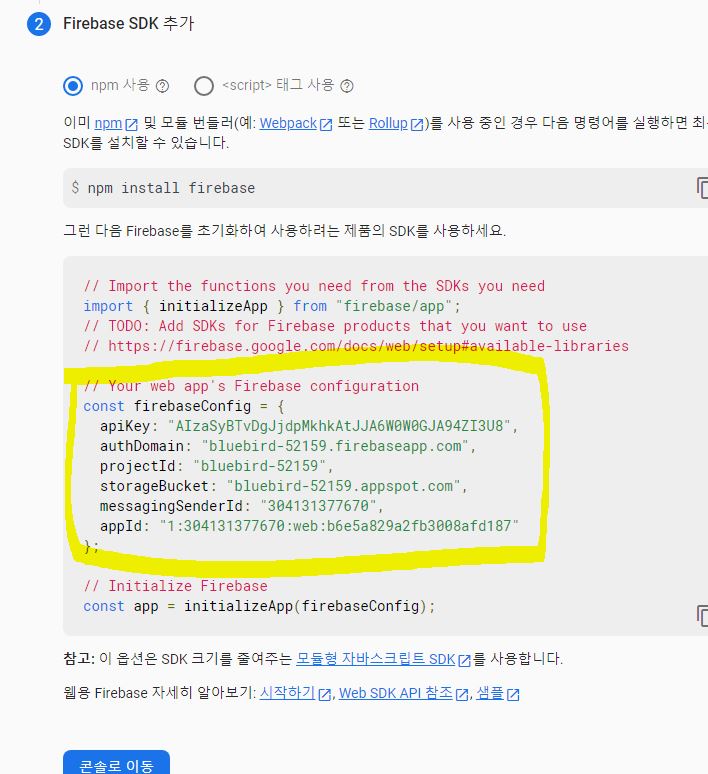 2 Firebase SDK 추가
npm 사용 <script> 태그 사용
이미 npm 및 모듈 번들러(예: Webpack 또는 Rollup)를 사용 중인 경우 다음 명령어를 실행하면
SDK를 설치할 수 있습니다.
$ npm install firebase
그런 다음 Firebase를 초기화하여 사용하려는 제품의 SDK를 사용하세요.
// Import the functions you need from the SDKs you need
import { initializeApp } from "firebase/app";
// TODO: Add SDKs for Firebase products that you want to use
// https://firebase.google.com/docs/web/setup#available-libraries
// Your web app's Firebase configuration
const firebaseConfig = {
apiKey: "AIzaSyBTvDgJjdpMkhkAtJJA6W0W0GJA94ZI3U8",
authDomain: "bluebird-52159.firebaseapp.com",
projectId: "bluebird-52159",
storageBucket: "bluebird-52159.appspot.com",
messagingSenderId: "304131377670",
appId: "1:304131377670:web:b6e5a829a2fb3008afd187"
};
// Initialize Firebase
const app = initializeApp(firebaseConfig);
참고: 이 옵션은 SDK 크기를 줄여주는 모듈형 자바스크립트 SDK를 사용합니다.
웹용 Firebase 자세히 알아보기: 시작하기, Web SDK API 참조, 샘플
콘솔로 이동